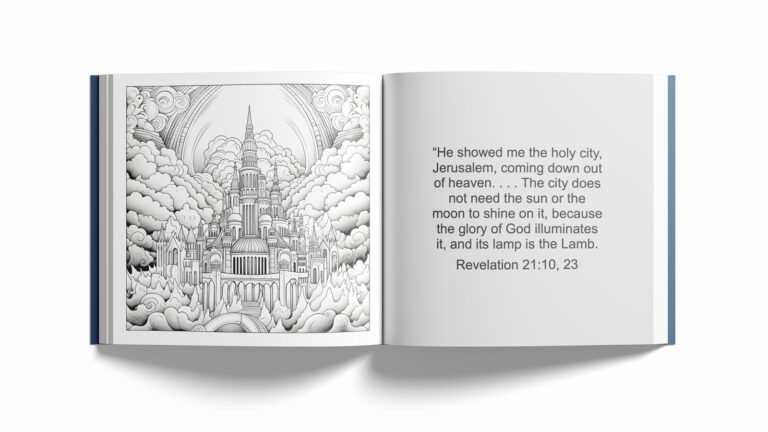 “He showed me the holy city,
Jerusalem, coming down out
of heaven. . . . The city does
not need the sun or the
moon to shine on it, because
the glory of God illuminates
it, and its lamp is the Lamb.
Revelation 21:10, 23